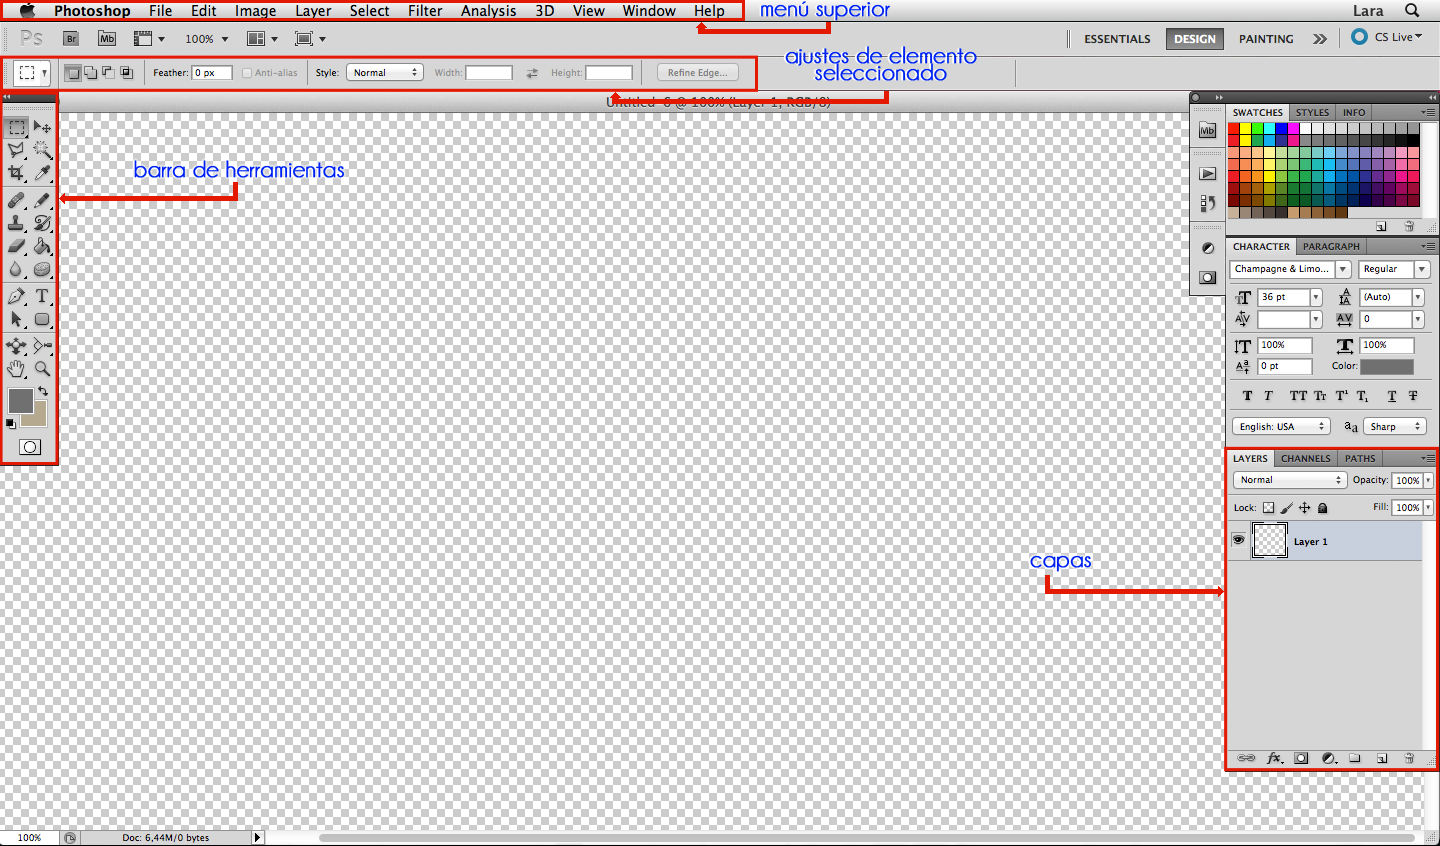 Photoshop File Edit Image Layer Select Filter Analysis 3D View Window Help
menú superior
Lara
Ps Br Mb 100%
ESSENTIALS DESIGN PAINTING CS Live
Feather: 0 px Anti-alias Style: Normal Width: Height: Refine Edge...
ajustes de elemento
seleccionado
Untitled-6 @ 100% (Layer 1, RGB/8)
barra de herramientas
T
Mb
SWATCHES STYLES INFO
CHARACTER PARAGRAPH
Champagne & Limo... Regular
36 pt (Auto)
0
100% 100%
0 pt Color:
T T TT Tr T¹ T₁ T T
English: USA aa Sharp
LAYERS CHANNELS PATHS
Normal Opacity: 100%
Lock: Fill: 100%
Layer 1
capas
fx
100% Doc: 6,44M/0 bytes